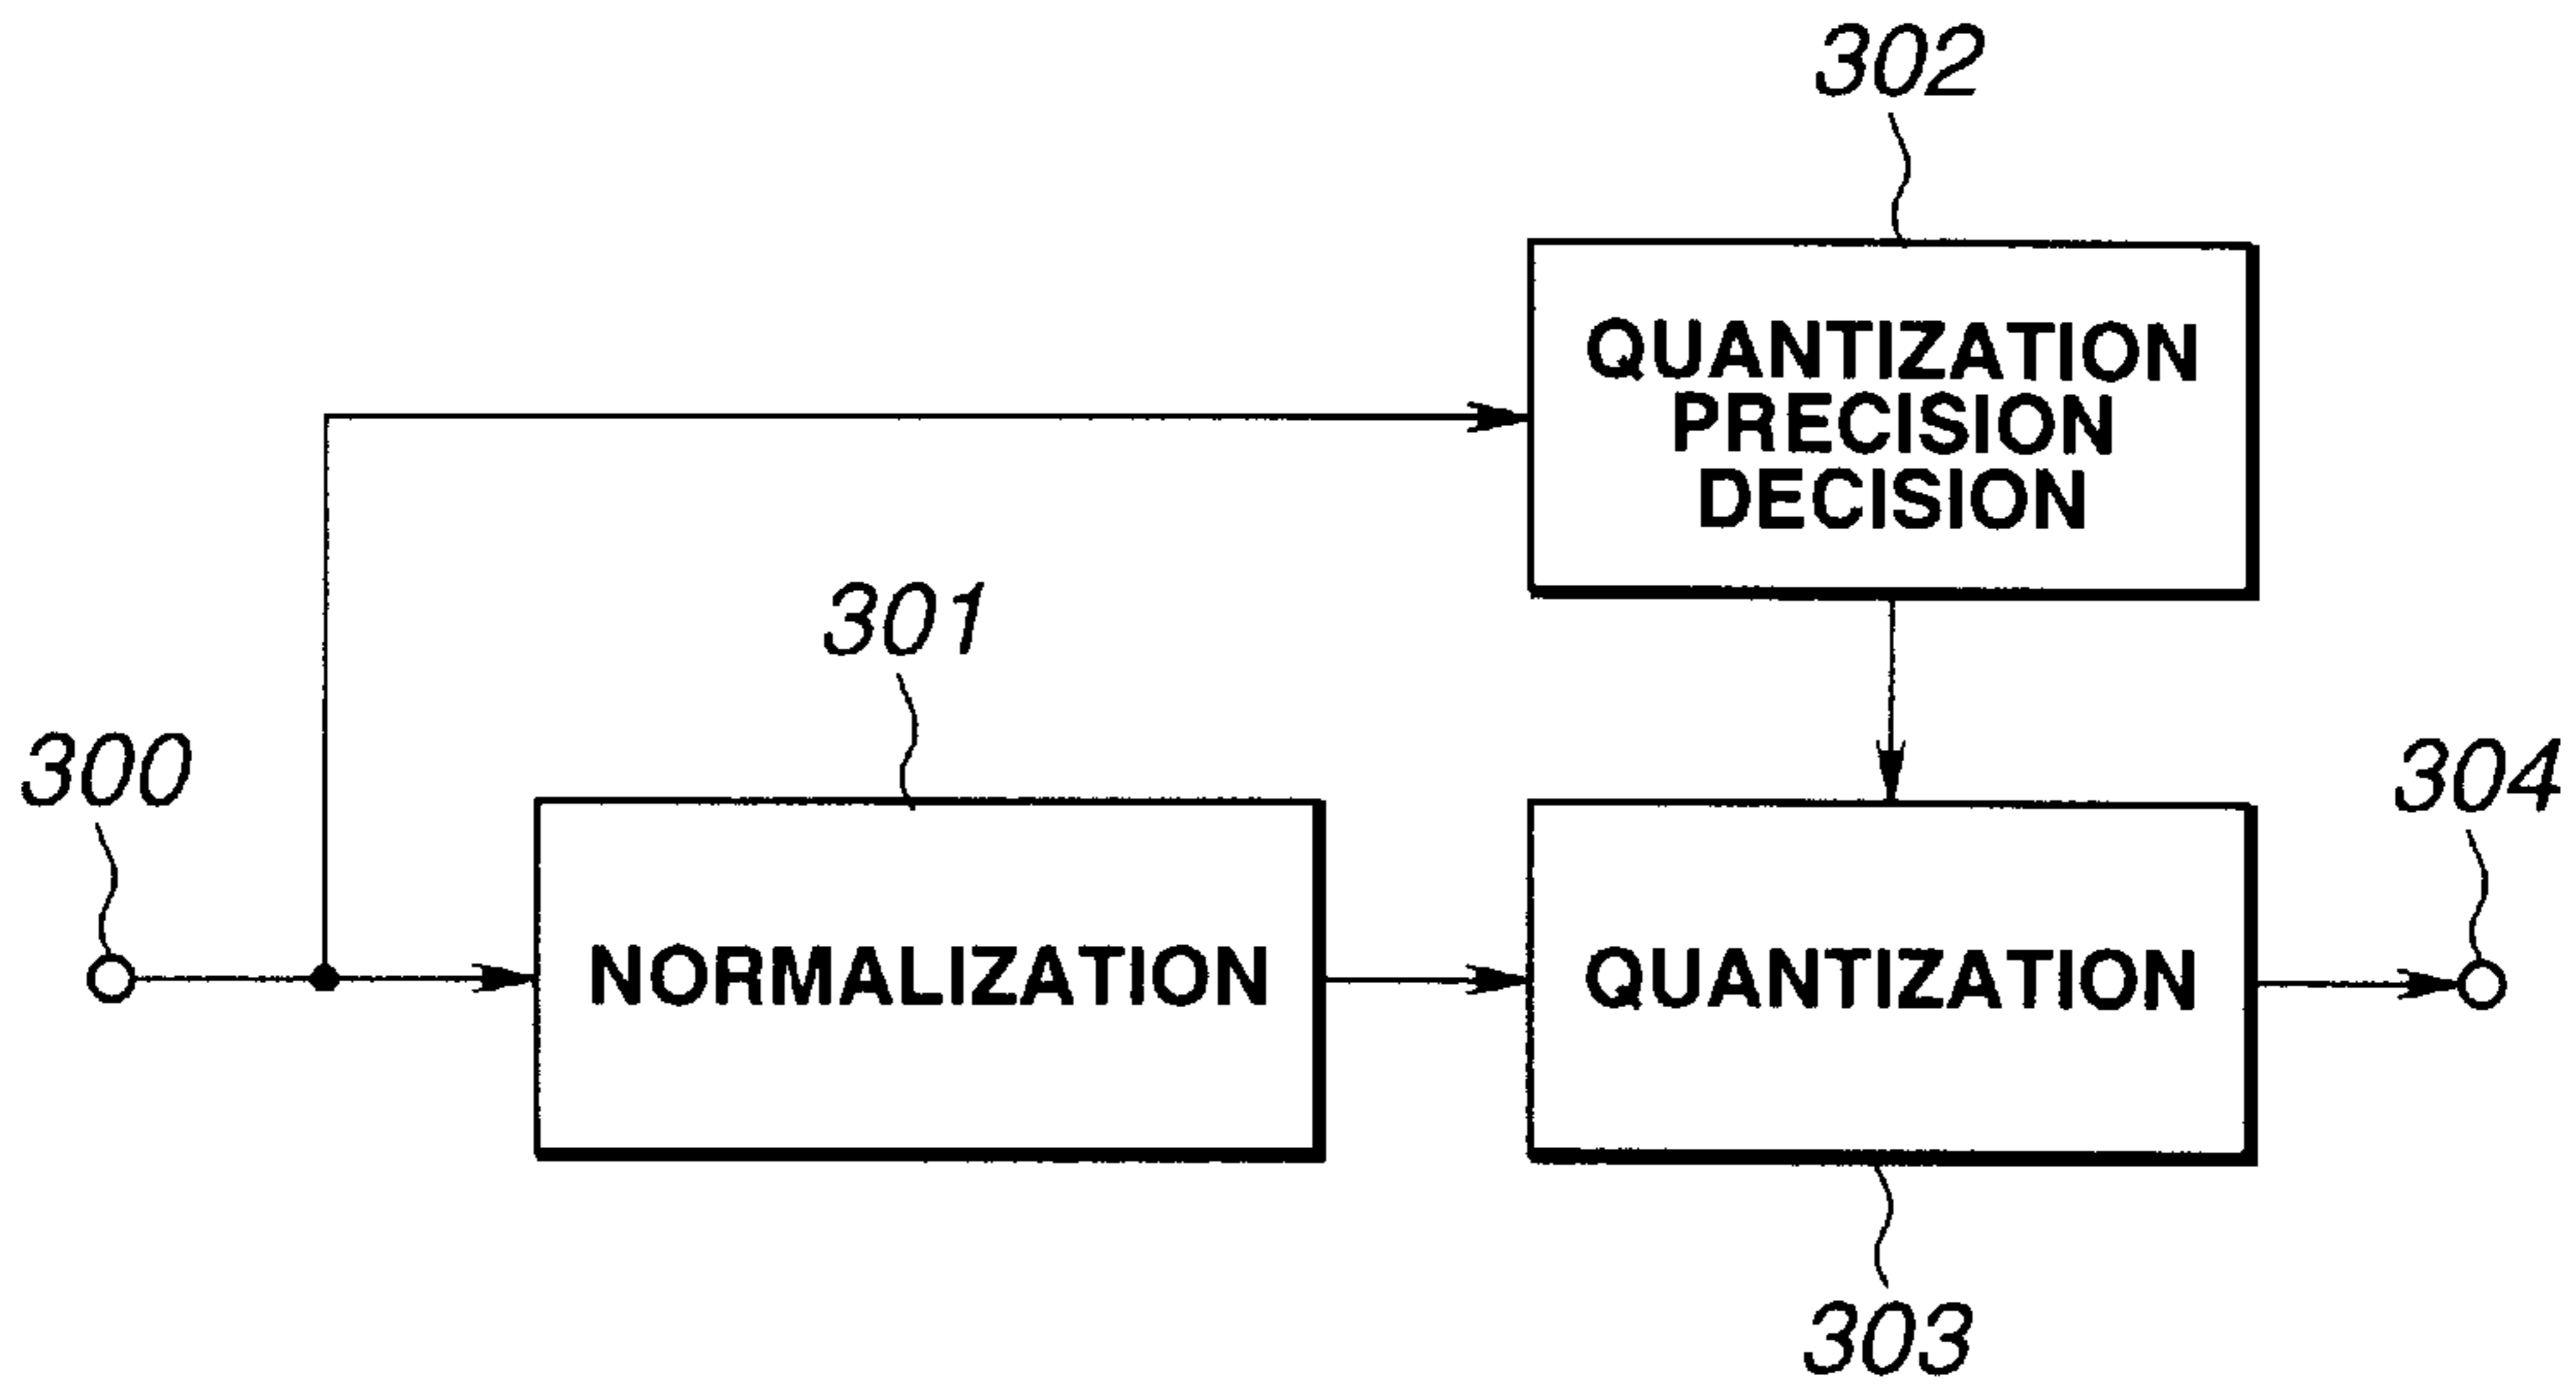 302
QUANTIZATION
PRECISION
DECISION
301
300
304
NORMALIZATION
QUANTIZATION
303